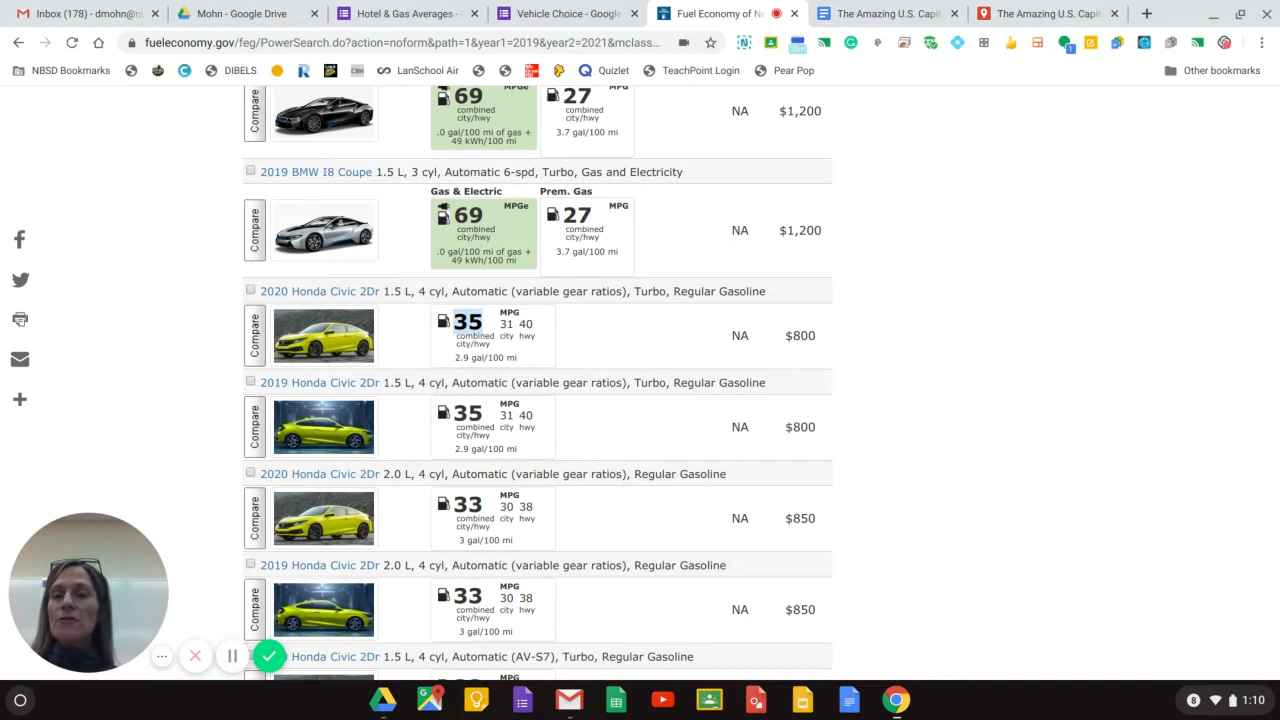 Inbox (178) - dmohn@n
Mohn - Google Drive
Hotel & Gas Averages -
Vehicle Choice - Google
Fuel Economy of Ne
The Amazing U.S. Capit
The Amazing U.S. Capit
fueleconomy.gov/feg/PowerSearch.do?action=noform&path=1&year1=2019&year2=2021&mclass...
NBSD Bookmarks
DIBELS
CBM
LanSchool Air
Quizlet
TeachPoint Login
Pear Pop
Other bookmarks
Compare
69 MPGe
combined
city/hwy
.0 gal/100 mi of gas +
49 kWh/100 mi
27 MPG
combined
city/hwy
3.7 gal/100 mi
NA $1,200
2019 BMW I8 Coupe 1.5 L, 3 cyl, Automatic 6-spd, Turbo, Gas and Electricity
Gas & Electric
Prem. Gas
Compare
69 MPGe
combined
city/hwy
.0 gal/100 mi of gas +
49 kWh/100 mi
27 MPG
combined
city/hwy
3.7 gal/100 mi
NA $1,200
2020 Honda Civic 2Dr 1.5 L, 4 cyl, Automatic (variable gear ratios), Turbo, Regular Gasoline
Compare
MPG
35 31 40
combined city hwy
city/hwy
2.9 gal/100 mi
NA $800
2019 Honda Civic 2Dr 1.5 L, 4 cyl, Automatic (variable gear ratios), Turbo, Regular Gasoline
Compare
MPG
35 31 40
combined city hwy
city/hwy
2.9 gal/100 mi
NA $800
2020 Honda Civic 2Dr 2.0 L, 4 cyl, Automatic (variable gear ratios), Regular Gasoline
Compare
MPG
33 30 38
combined city hwy
city/hwy
3 gal/100 mi
NA $850
2019 Honda Civic 2Dr 2.0 L, 4 cyl, Automatic (variable gear ratios), Regular Gasoline
Compare
MPG
33 30 38
combined city hwy
city/hwy
3 gal/100 mi
NA $850
Honda Civic 2Dr 1.5 L, 4 cyl, Automatic (AV-S7), Turbo, Regular Gasoline
8
1:10